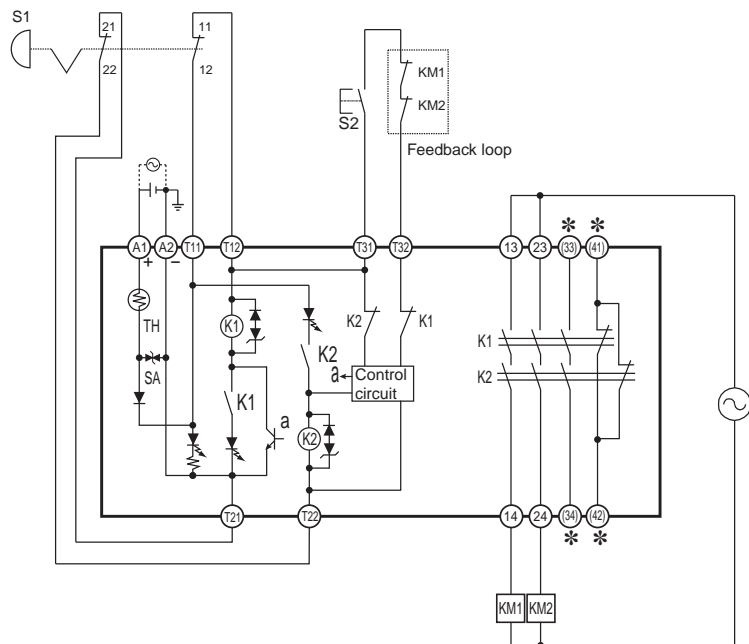 S1
21
22
11
12
S2
KM1
KM2
Feedback loop
A1
A2
T11
T12
T31
T32
13
23
(33)
(41)
*
*
+
−
TH
SA
K1
K1
a
K2
K2
K2
K1
a
Control
circuit
K1
K2
T21
T22
14
24
(34)
(42)
*
*
KM1
KM2